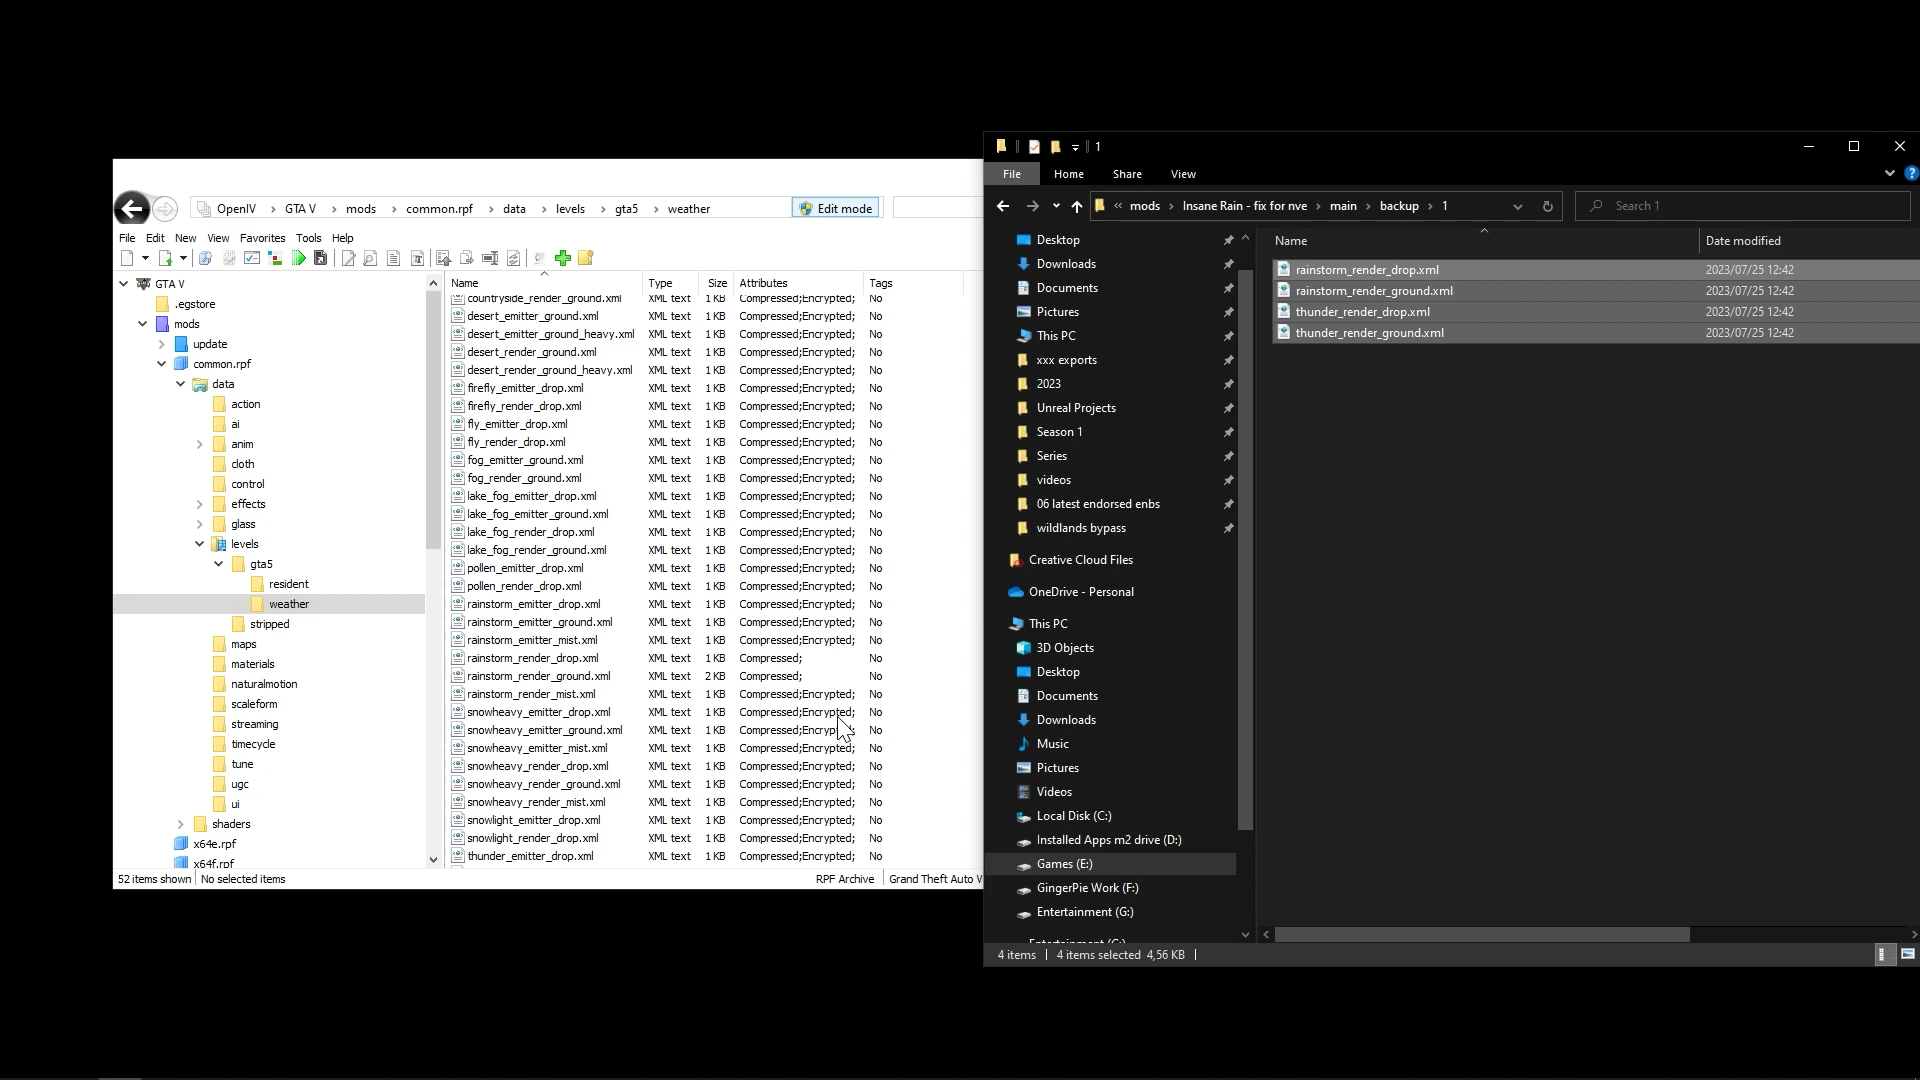 OpenIV > GTA V > mods > common.rpf > data > levels > gta5 > weather
Edit mode
File Edit New View Favorites Tools Help
GTA V
.egstore
mods
update
common.rpf
data
action
ai
anim
cloth
control
effects
glass
levels
gta5
resident
weather
stripped
maps
materials
naturalmotion
scaleform
streaming
timecycle
tune
ugc
ui
shaders
x64e.rpf
x64f.rpf
Name Type Size Attributes Tags
countryside_render_ground.xml XML text 1 KB Compressed;Encrypted; No
desert_emitter_ground.xml XML text 1 KB Compressed;Encrypted; No
desert_emitter_ground_heavy.xml XML text 1 KB Compressed;Encrypted; No
desert_render_ground.xml XML text 1 KB Compressed;Encrypted; No
desert_render_ground_heavy.xml XML text 1 KB Compressed;Encrypted; No
firefly_emitter_drop.xml XML text 1 KB Compressed;Encrypted; No
firefly_render_drop.xml XML text 1 KB Compressed;Encrypted; No
fly_emitter_drop.xml XML text 1 KB Compressed;Encrypted; No
fly_render_drop.xml XML text 1 KB Compressed;Encrypted; No
fog_emitter_ground.xml XML text 1 KB Compressed;Encrypted; No
fog_render_ground.xml XML text 1 KB Compressed;Encrypted; No
lake_fog_emitter_drop.xml XML text 1 KB Compressed;Encrypted; No
lake_fog_emitter_ground.xml XML text 1 KB Compressed;Encrypted; No
lake_fog_render_drop.xml XML text 1 KB Compressed;Encrypted; No
lake_fog_render_ground.xml XML text 1 KB Compressed;Encrypted; No
pollen_emitter_drop.xml XML text 1 KB Compressed;Encrypted; No
pollen_render_drop.xml XML text 1 KB Compressed;Encrypted; No
rainstorm_emitter_drop.xml XML text 1 KB Compressed;Encrypted; No
rainstorm_emitter_ground.xml XML text 1 KB Compressed;Encrypted; No
rainstorm_emitter_mist.xml XML text 1 KB Compressed;Encrypted; No
rainstorm_render_drop.xml XML text 1 KB Compressed; No
rainstorm_render_ground.xml XML text 2 KB Compressed; No
rainstorm_render_mist.xml XML text 1 KB Compressed;Encrypted; No
snowheavy_emitter_drop.xml XML text 1 KB Compressed;Encrypted; No
snowheavy_emitter_ground.xml XML text 1 KB Compressed;Encrypted; No
snowheavy_emitter_mist.xml XML text 1 KB Compressed;Encrypted; No
snowheavy_render_drop.xml XML text 1 KB Compressed;Encrypted; No
snowheavy_render_ground.xml XML text 1 KB Compressed;Encrypted; No
snowheavy_render_mist.xml XML text 1 KB Compressed;Encrypted; No
snowlight_emitter_drop.xml XML text 1 KB Compressed;Encrypted; No
snowlight_render_drop.xml XML text 1 KB Compressed;Encrypted; No
thunder_emitter_drop.xml XML text 1 KB Compressed;Encrypted; No
52 items shown No selected items RPF Archive Grand Theft Auto V
1
File Home Share View
« mods > Insane Rain - fix for nve > main > backup > 1
Search 1
Desktop
Downloads
Documents
Pictures
This PC
xxx exports
2023
Unreal Projects
Season 1
Series
videos
06 latest endorsed enbs
wildlands bypass
Creative Cloud Files
OneDrive - Personal
This PC
3D Objects
Desktop
Documents
Downloads
Music
Pictures
Videos
Local Disk (C:)
Installed Apps m2 drive (D:)
Games (E:)
GingerPie Work (F:)
Entertainment (G:)
Entertainment (G:)
Name Date modified
rainstorm_render_drop.xml 2023/07/25 12:42
rainstorm_render_ground.xml 2023/07/25 12:42
thunder_render_drop.xml 2023/07/25 12:42
thunder_render_ground.xml 2023/07/25 12:42
4 items 4 items selected 4,56 KB